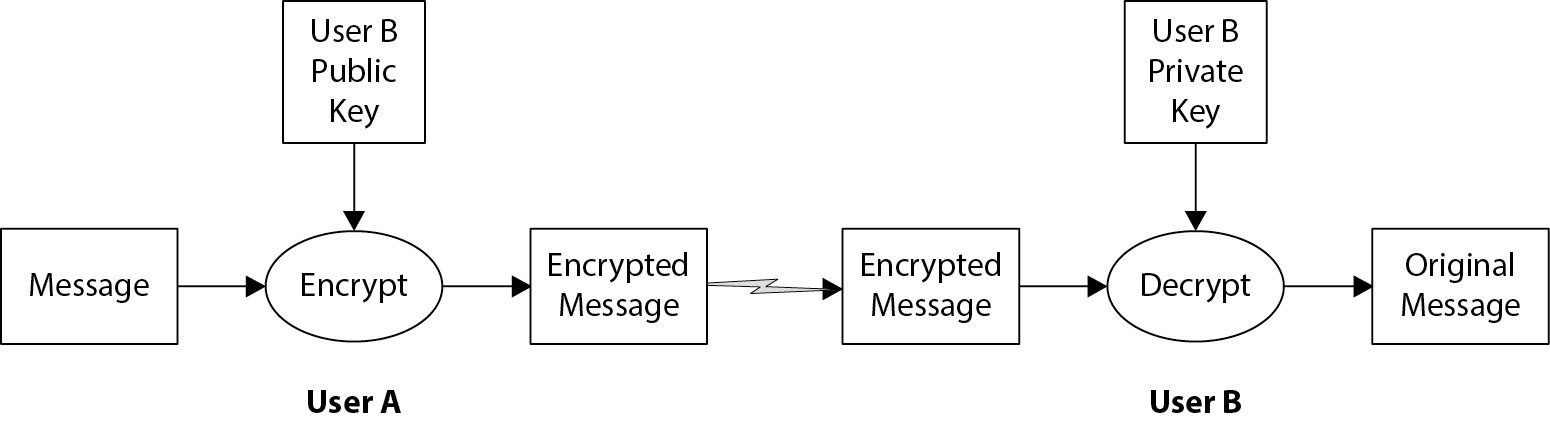 User B
Public
Key
User B
Private
Key
Message
Encrypt
Encrypted
Message
Encrypted
Message
Decrypt
Original
Message
User A
User B